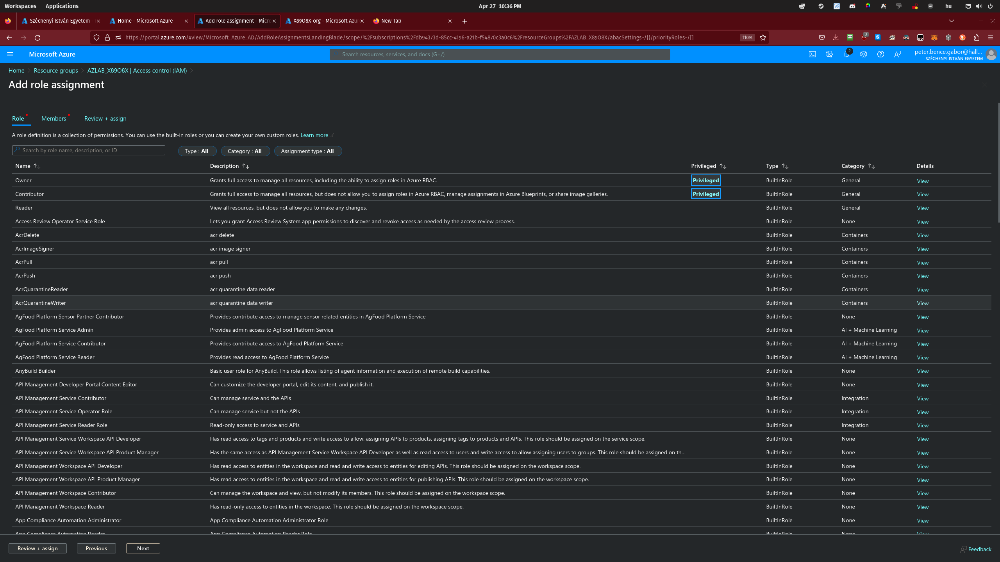 Workspaces Applications Apr 27 10:36 PM hu
Széchenyi István Egyetem - Home - Microsoft Azure Add role assignment - Micro X89O8X-org - Microsoft Azur New Tab
https://portal.azure.com/#view/Microsoft_Azure_AD/AddRoleAssignmentsLandingBlade/scope/%2Fsubscriptions%2Fdb94373d-85cc-4196-a21b-f54870c3a0c6%2FresourceGroups%2FAZLAB_X89O8X/abacSettings~/{}/priorityRoles~/[] 110% 3
Microsoft Azure Search resources, services, and docs (G+/) 2 peter.bence.gabor@hall...
SZÉCHENYI ISTVÁN EGYETEM
Home Resource groups AZLAB_X89O8X | Access control (IAM)
Add role assignment
Role Members Review + assign
A role definition is a collection of permissions. You can use the built-in roles or you can create your own custom roles. Learn more
Search by role name, description, or ID Type : All Category : All Assignment type : All
Name Description Privileged Type Category Details
Owner Grants full access to manage all resources, including the ability to assign roles in Azure RBAC. Privileged BuiltInRole General View
Contributor Grants full access to manage all resources, but does not allow you to assign roles in Azure RBAC, manage assignments in Azure Blueprints, or share image galleries. Privileged BuiltInRole General View
Reader View all resources, but does not allow you to make any changes. BuiltInRole General View
Access Review Operator Service Role Lets you grant Access Review System app permissions to discover and revoke access as needed by the access review process. BuiltInRole None View
AcrDelete acr delete BuiltInRole Containers View
AcrImageSigner acr image signer BuiltInRole Containers View
AcrPull acr pull BuiltInRole Containers View
AcrPush acr push BuiltInRole Containers View
AcrQuarantineReader acr quarantine data reader BuiltInRole Containers View
AcrQuarantineWriter acr quarantine data writer BuiltInRole Containers View
AgFood Platform Sensor Partner Contributor Provides contribute access to manage sensor related entities in AgFood Platform Service BuiltInRole None View
AgFood Platform Service Admin Provides admin access to AgFood Platform Service BuiltInRole AI + Machine Learning View
AgFood Platform Service Contributor Provides contribute access to AgFood Platform Service BuiltInRole AI + Machine Learning View
AgFood Platform Service Reader Provides read access to AgFood Platform Service BuiltInRole AI + Machine Learning View
AnyBuild Builder Basic user role for AnyBuild. This role allows listing of agent information and execution of remote build capabilities. BuiltInRole None View
API Management Developer Portal Content Editor Can customize the developer portal, edit its content, and publish it. BuiltInRole None View
API Management Service Contributor Can manage service and the APIs BuiltInRole Integration View
API Management Service Operator Role Can manage service but not the APIs BuiltInRole Integration View
API Management Service Reader Role Read-only access to service and APIs BuiltInRole Integration View
API Management Service Workspace API Developer Has read access to tags and products and write access to allow: assigning APIs to products, assigning tags to products and APIs. This role should be assigned on the service scope. BuiltInRole None View
API Management Service Workspace API Product Manager Has the same access as API Management Service Workspace API Developer as well as read access to users and write access to allow assigning users to groups. This role should be assigned on th... BuiltInRole None View
API Management Workspace API Developer Has read access to entities in the workspace and read and write access to entities for editing APIs. This role should be assigned on the workspace scope. BuiltInRole None View
API Management Workspace API Product Manager Has read access to entities in the workspace and read and write access to entities for publishing APIs. This role should be assigned on the workspace scope. BuiltInRole None View
API Management Workspace Contributor Can manage the workspace and view, but not modify its members. This role should be assigned on the workspace scope. BuiltInRole None View
API Management Workspace Reader Has read-only access to entities in the workspace. This role should be assigned on the workspace scope. BuiltInRole None View
App Compliance Automation Administrator App Compliance Automation Administrator Role BuiltInRole None View
App Compliance Automation Reader App Compliance Automation Reader Role BuiltInRole None View
Review + assign Previous Next Feedback